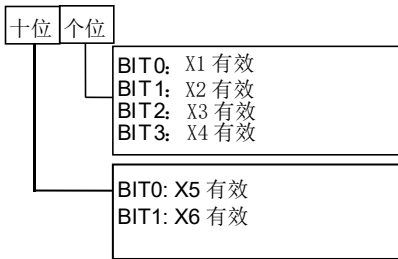 十位 个位
BIT0：X1 有效
BIT1：X2 有效
BIT2：X3 有效
BIT3：X4 有效
BIT0: X5 有效
BIT1: X6 有效